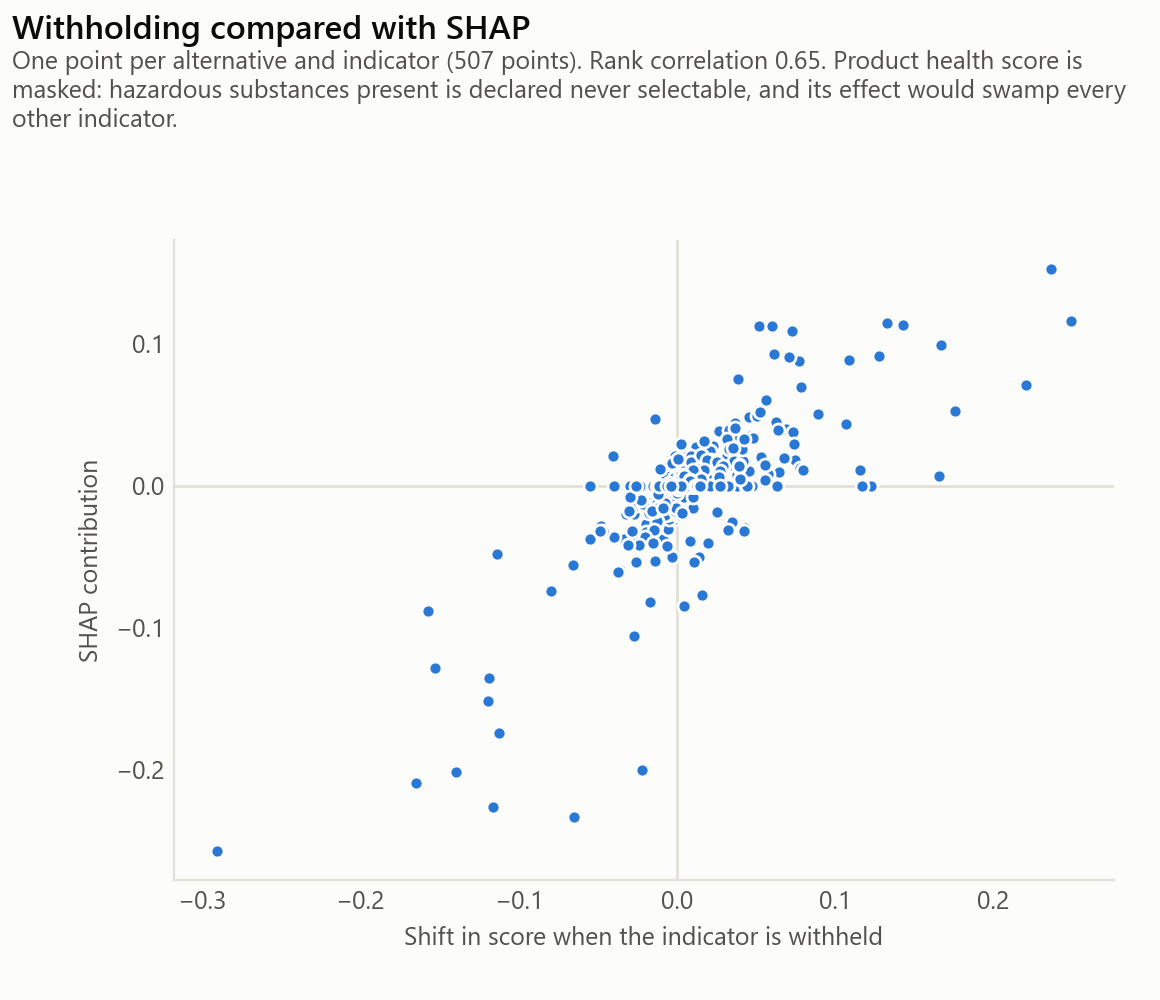 Withholding compared with SHAP
One point per alternative and indicator (507 points). Rank correlation 0.65. Product health score is
masked: hazardous substances present is declared never selectable, and its effect would swamp every
other indicator.
0.1
0.0
−0.1
−0.2
SHAP contribution
−0.3
−0.2
−0.1
0.0
0.1
0.2
Shift in score when the indicator is withheld